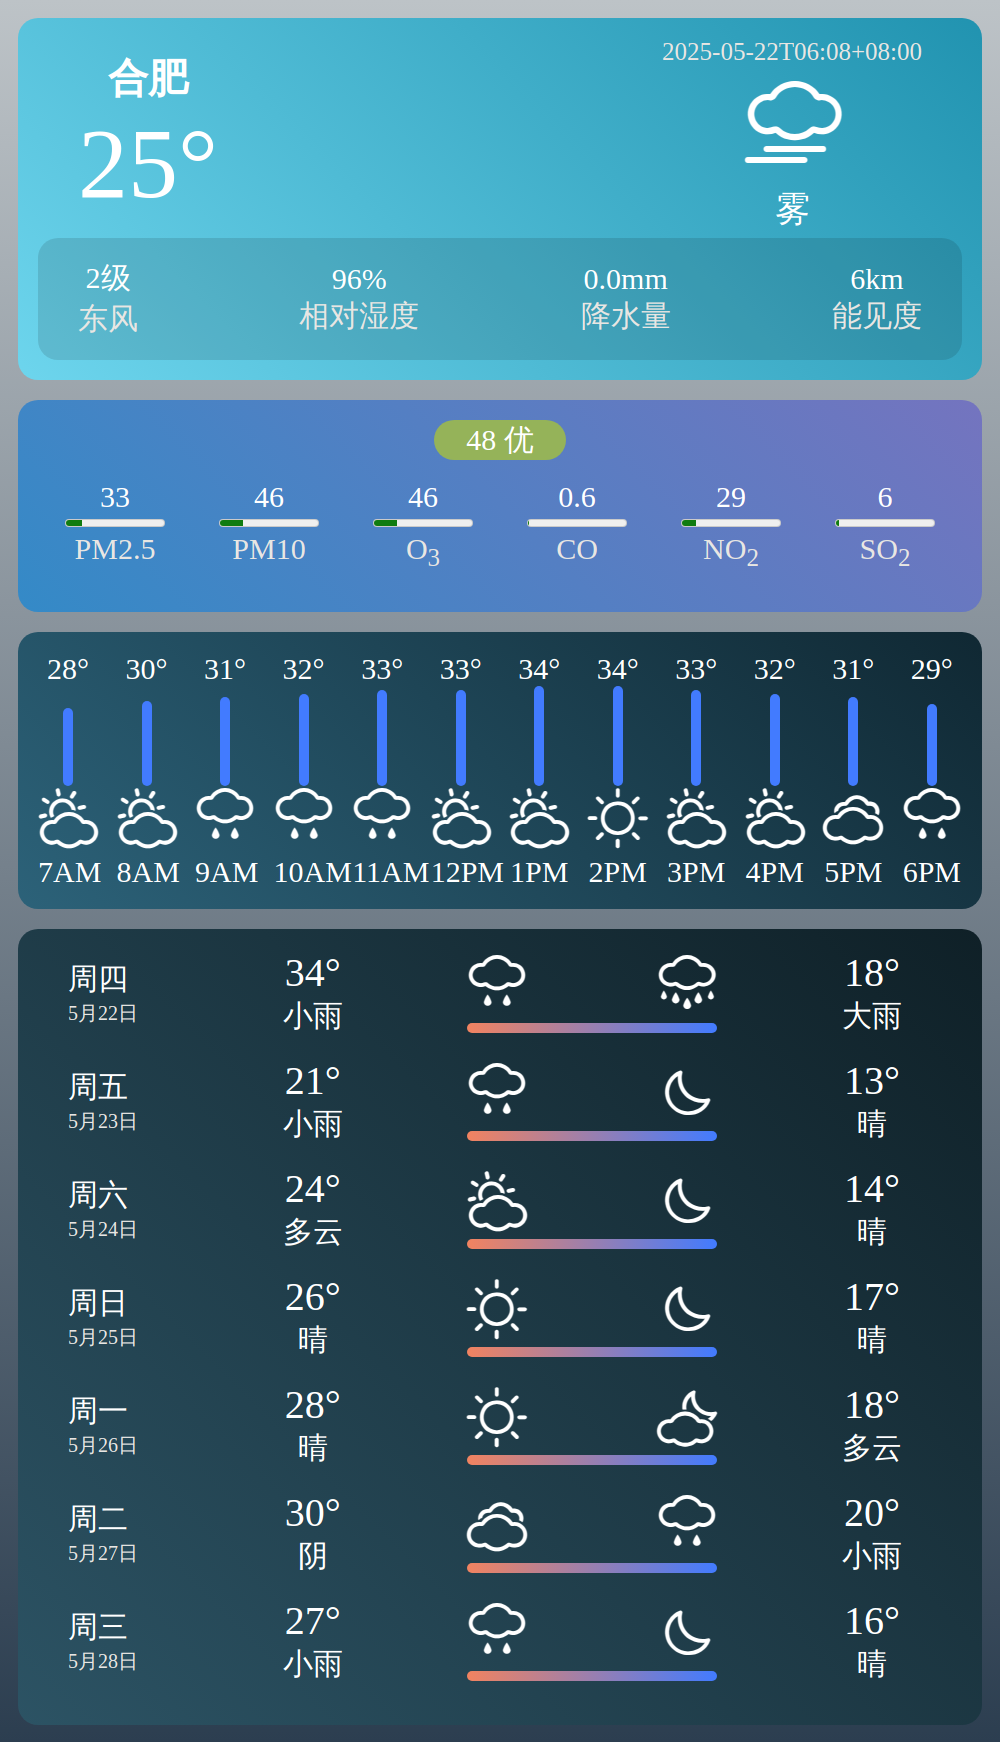 合肥
25°
2025-05-22T06:08+08:00
雾
2级 96% 0.0mm 6km
东风 相对湿度 降水量 能见度
48 优
33 46 46 0.6 29 6
PM2.5 PM10 O3 CO NO2 SO2
28° 30° 31° 32° 33° 33° 34° 34° 33° 32° 31° 29°
7AM 8AM 9AM 10AM 11AM 12PM 1PM 2PM 3PM 4PM 5PM 6PM
周四 34° 18°
5月22日 小雨 大雨
周五 21° 13°
5月23日 小雨 晴
周六 24° 14°
5月24日 多云 晴
周日 26° 17°
5月25日 晴 晴
周一 28° 18°
5月26日 晴 多云
周二 30° 20°
5月27日 阴 小雨
周三 27° 16°
5月28日 小雨 晴